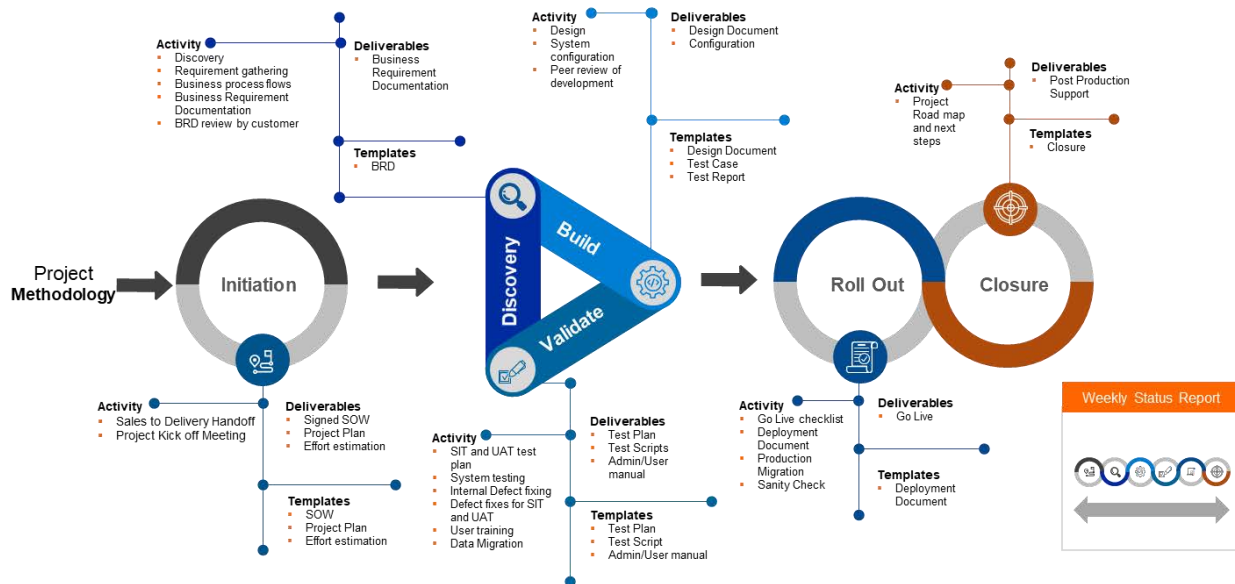 Project
Methodology
Initiation
Activity
Sales to Delivery Handoff
Project Kick off Meeting
Deliverables
Signed SOW
Project Plan
Effort estimation
Templates
SOW
Project Plan
Effort estimation
Activity
Discovery
Requirement gathering
Business process flows
Business Requirement
Documentation
BRD review by customer
Deliverables
Business
Requirement
Documentation
Templates
BRD
Discovery
Build
Validate
Activity
Design
System
configuration
Peer review of
development
Deliverables
Design Document
Configuration
Templates
Design Document
Test Case
Test Report
Activity
SIT and UAT test
plan
System testing
Internal Defect fixing
Defect fixes for SIT
and UAT
User training
Data Migration
Deliverables
Test Plan
Test Scripts
Admin/User
manual
Templates
Test Plan
Test Script
Admin/User manual
Roll Out
Activity
Go Live checklist
Deployment
Document
Production
Migration
Sanity Check
Deliverables
Go Live
Templates
Deployment
Document
Closure
Activity
Project
Road map
and next
steps
Deliverables
Post Production
Support
Templates
Closure
Weekly Status Report